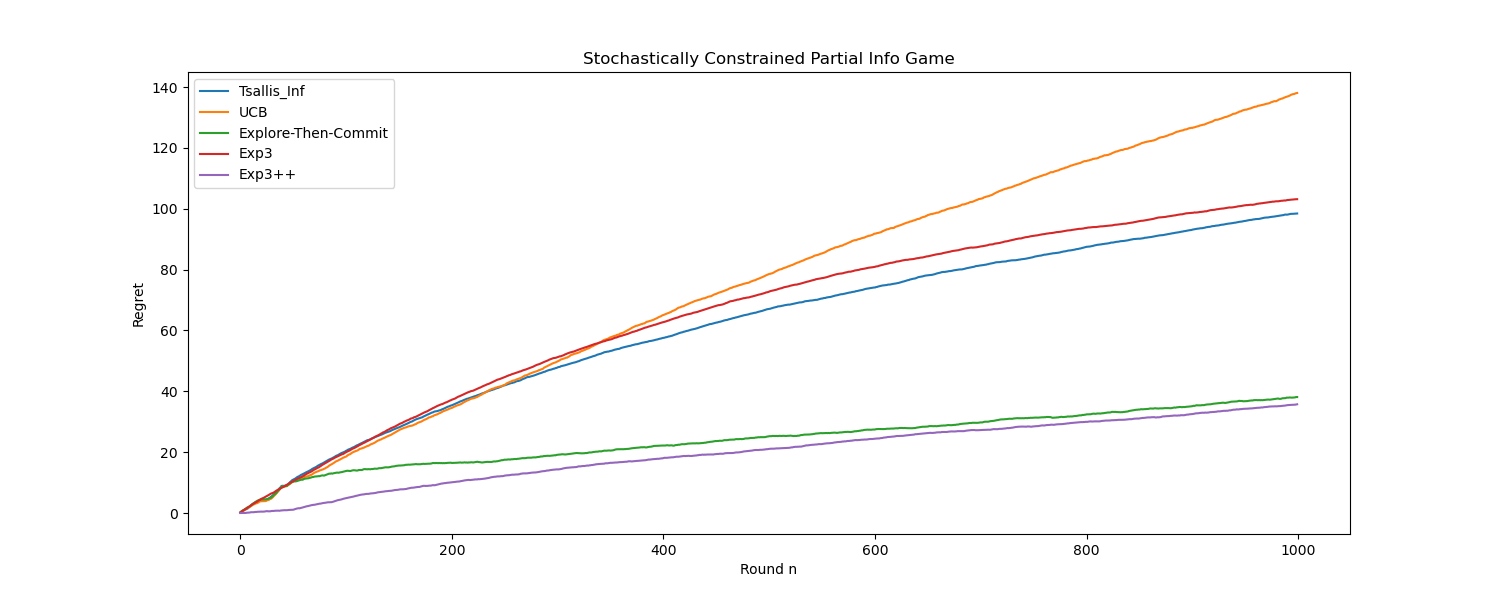 Stochastically Constrained Partial Info Game
Tsallis_Inf
UCB
Explore-Then-Commit
Exp3
Exp3++
140
120
100
80
60
40
20
0
Regret
0 200 400 600 800 1000
Round n